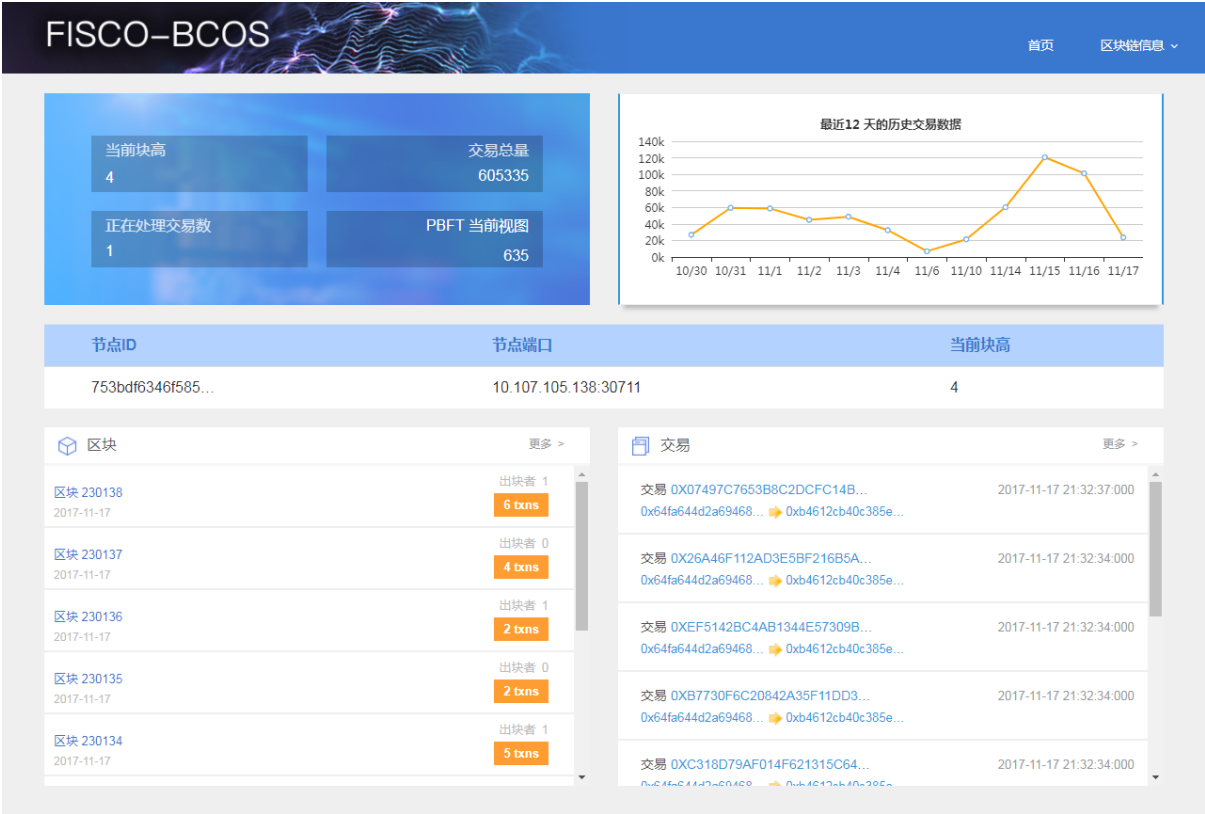 FISCO-BCOS
首页
区块链信息
当前块高
4
交易总量
605335
正在处理交易数
1
PBFT 当前视图
635
最近12 天的历史交易数据
140k
120k
100k
80k
60k
40k
20k
0k
10/30 10/31 11/1 11/2 11/3 11/4 11/6 11/10 11/14 11/15 11/16 11/17
节点ID 节点端口 当前块高
753bdf6346f585... 10.107.105.138:30711 4
区块 更多 >
出块者 1
区块 230138
6 txns
2017-11-17
出块者 0
区块 230137
4 txns
2017-11-17
出块者 1
区块 230136
2 txns
2017-11-17
出块者 0
区块 230135
2 txns
2017-11-17
出块者 1
区块 230134
5 txns
2017-11-17
交易 更多 >
交易 0X07497C7653B8C2DCFC14B... 2017-11-17 21:32:37:000
0x64fa644d2a69468... 0xb4612cb40c385e...
交易 0X26A46F112AD3E5BF216B5A... 2017-11-17 21:32:34:000
0x64fa644d2a69468... 0xb4612cb40c385e...
交易 0XEF5142BC4AB1344E57309B... 2017-11-17 21:32:34:000
0x64fa644d2a69468... 0xb4612cb40c385e...
交易 0XB7730F6C20842A35F11DD3... 2017-11-17 21:32:34:000
0x64fa644d2a69468... 0xb4612cb40c385e...
交易 0XC318D79AF014F621315C64... 2017-11-17 21:32:34:000